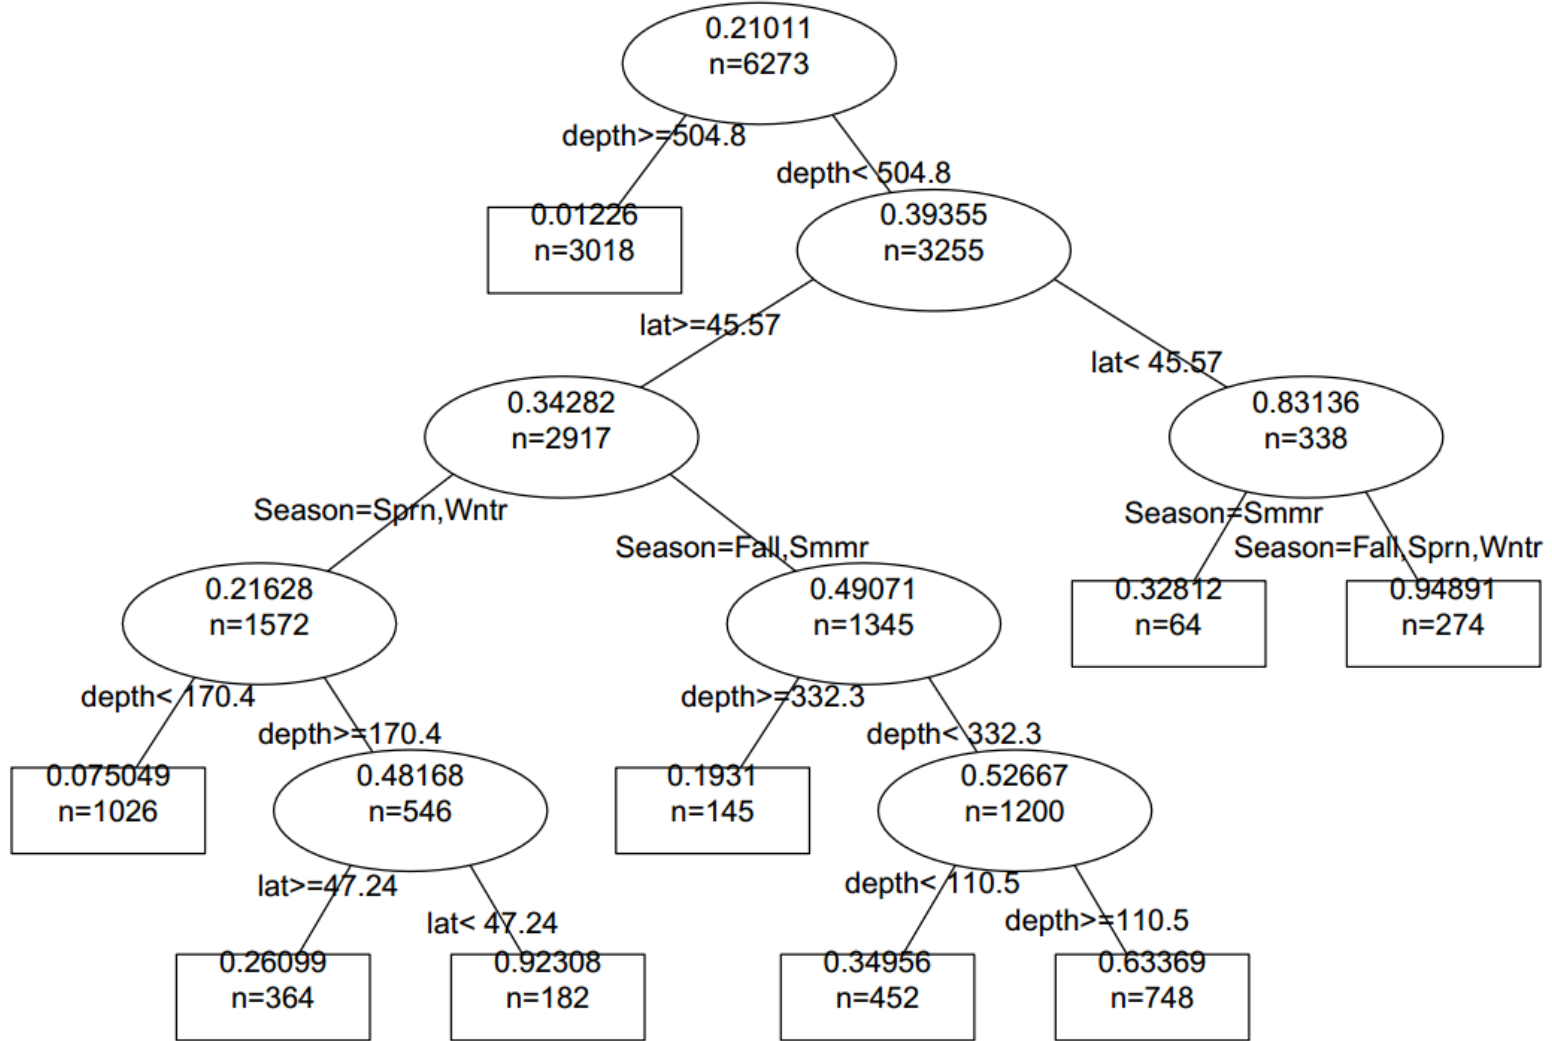 0.21011
n=6273
depth>=504.8
depth< 504.8
0.01226
n=3018
0.39355
n=3255
lat>=45.57
lat< 45.57
0.34282
n=2917
0.83136
n=338
Season=Sprn,Wntr
Season=Fall,Smmr
Season=Smmr
Season=Fall,Sprn,Wntr
0.21628
n=1572
0.49071
n=1345
0.32812
n=64
0.94891
n=274
depth< 170.4
depth>=170.4
depth>=332.3
depth< 332.3
0.075049
n=1026
0.48168
n=546
0.1931
n=145
0.52667
n=1200
lat>=47.24
lat< 47.24
depth< 110.5
depth>=110.5
0.26099
n=364
0.92308
n=182
0.34956
n=452
0.63369
n=748